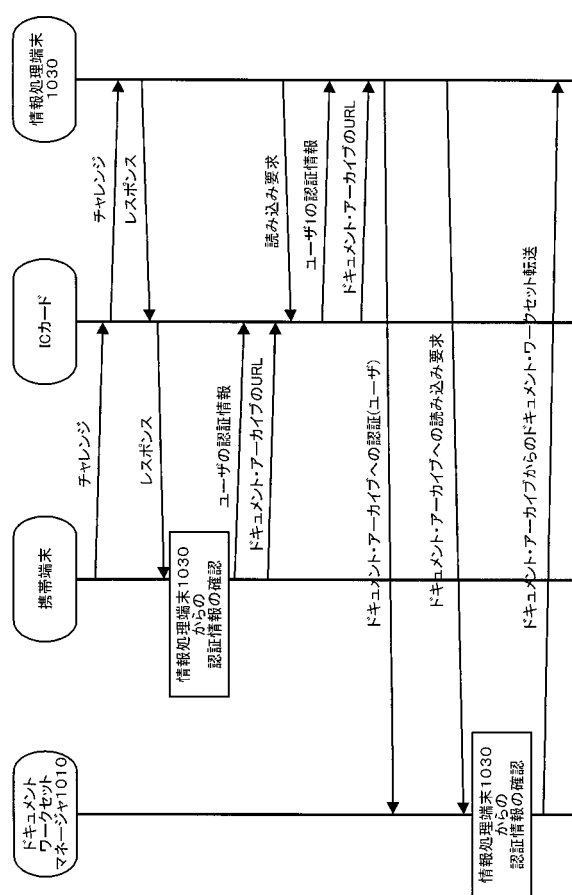 ドキュメント
ワークセット
マネージャ1010
携帯端末
ICカード
情報処理端末
1030
チャレンジ
チャレンジ
レスポンス
レスポンス
情報処理端末1030
からの
認証情報の確認
ユーザの認証情報
ドキュメント・アーカイブのURL
読み込み要求
ユーザ1の認証情報
ドキュメント・アーカイブのURL
ドキュメント・アーカイブへの認証(ユーザ)
ドキュメント・アーカイブへの読み込み要求
情報処理端末1030
からの
認証情報の確認
ドキュメント・アーカイブからのドキュメント・ワークセット転送